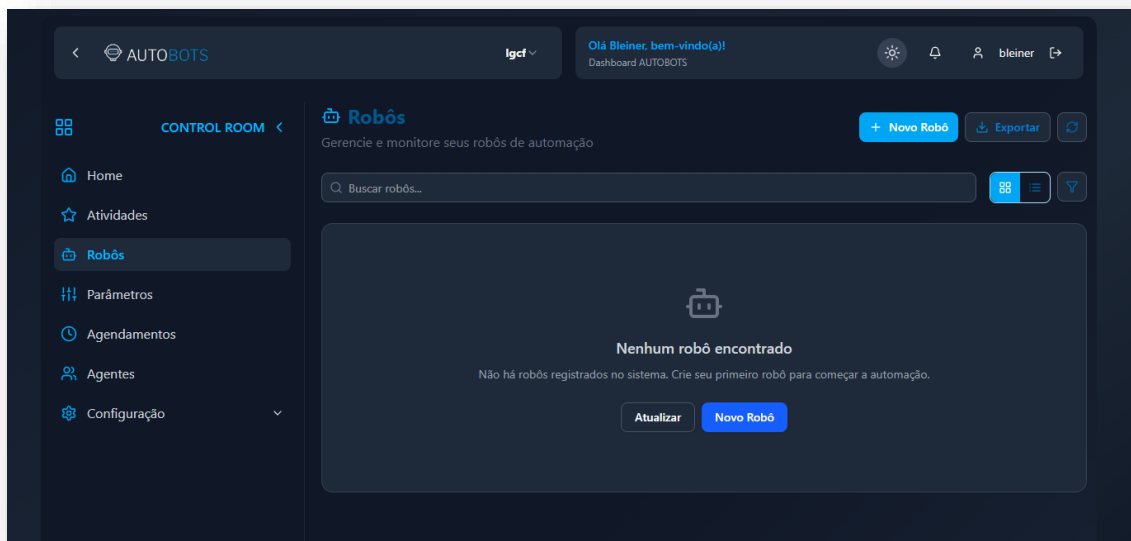 AUTOBOTS
lgcf
Olá Bleiner, bem-vindo(a)!
Dashboard AUTOBOTS
bleiner
CONTROL ROOM
Home
Atividades
Robôs
Parâmetros
Agendamentos
Agentes
Configuração
Robôs
Gerencie e monitore seus robôs de automação
+ Novo Robô
Exportar
Buscar robôs...
Nenhum robô encontrado
Não há robôs registrados no sistema. Crie seu primeiro robô para começar a automação.
Atualizar
Novo Robô